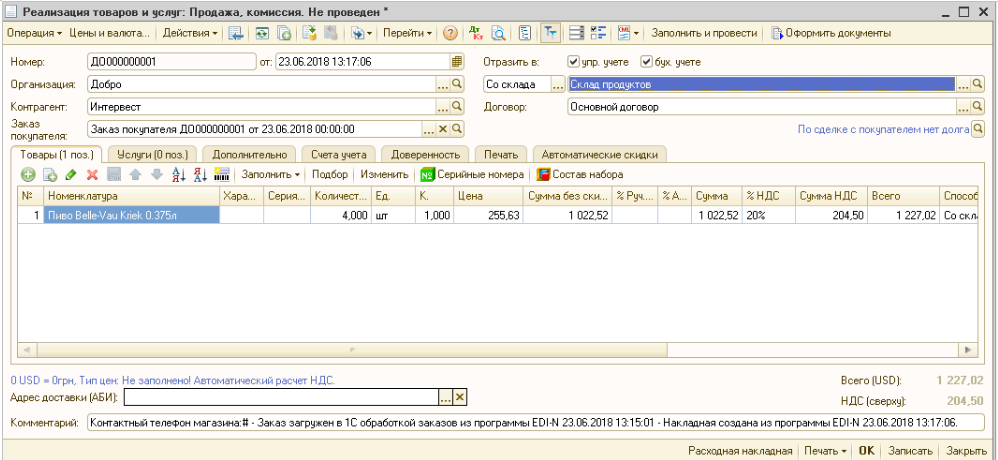 Реализация товаров и услуг: Продажа, комиссия. Не проведен *
Операция Цены и валюта... Действия Перейти Заполнить и провести Оформить документы
Номер: ДО000000001 от: 23.06.2018 13:17:06 Отразить в: упр. учете бух. учете
Организация: Добро Со склада Склад продуктов
Контрагент: Интервест Договор: Основной договор
Заказ покупателя: Заказ покупателя ДО000000001 от 23.06.2018 00:00:00 По сделке с покупателем нет долга
Товары (1 поз.) Услуги (0 поз.) Дополнительно Счета учета Доверенность Печать Автоматические скидки
Заполнить Подбор Изменить № Серийные номера Состав набора
№ Номенклатура Хара... Серия... Количест... Ед. К. Цена Сумма без ски... % Руч... % А... Сумма % НДС Сумма НДС Всего Способ
1 Пиво Belle-Vau Kriek 0.375л 4,000 шт 1,000 255,63 1 022,52 1 022,52 20% 204,50 1 227,02 Со скл
0 USD = 0грн, Тип цен: Не заполнено! Автоматический расчет НДС. Всего (USD): 1 227,02
Адрес доставки (АБИ): НДС (сверху): 204,50
Комментарий: Контактный телефон магазина:# - Заказ загружен в 1С обработкой заказов из программы EDI-N 23.06.2018 13:15:01 - Накладная создана из программы EDI-N 23.06.2018 13:17:06.
Расходная накладная Печать OK Записать Закрыть